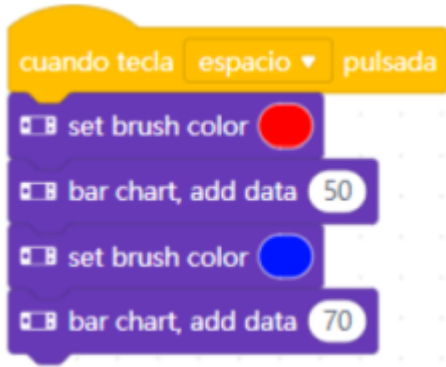 cuando tecla espacio pulsada
set brush color
bar chart, add data 50
set brush color
bar chart, add data 70